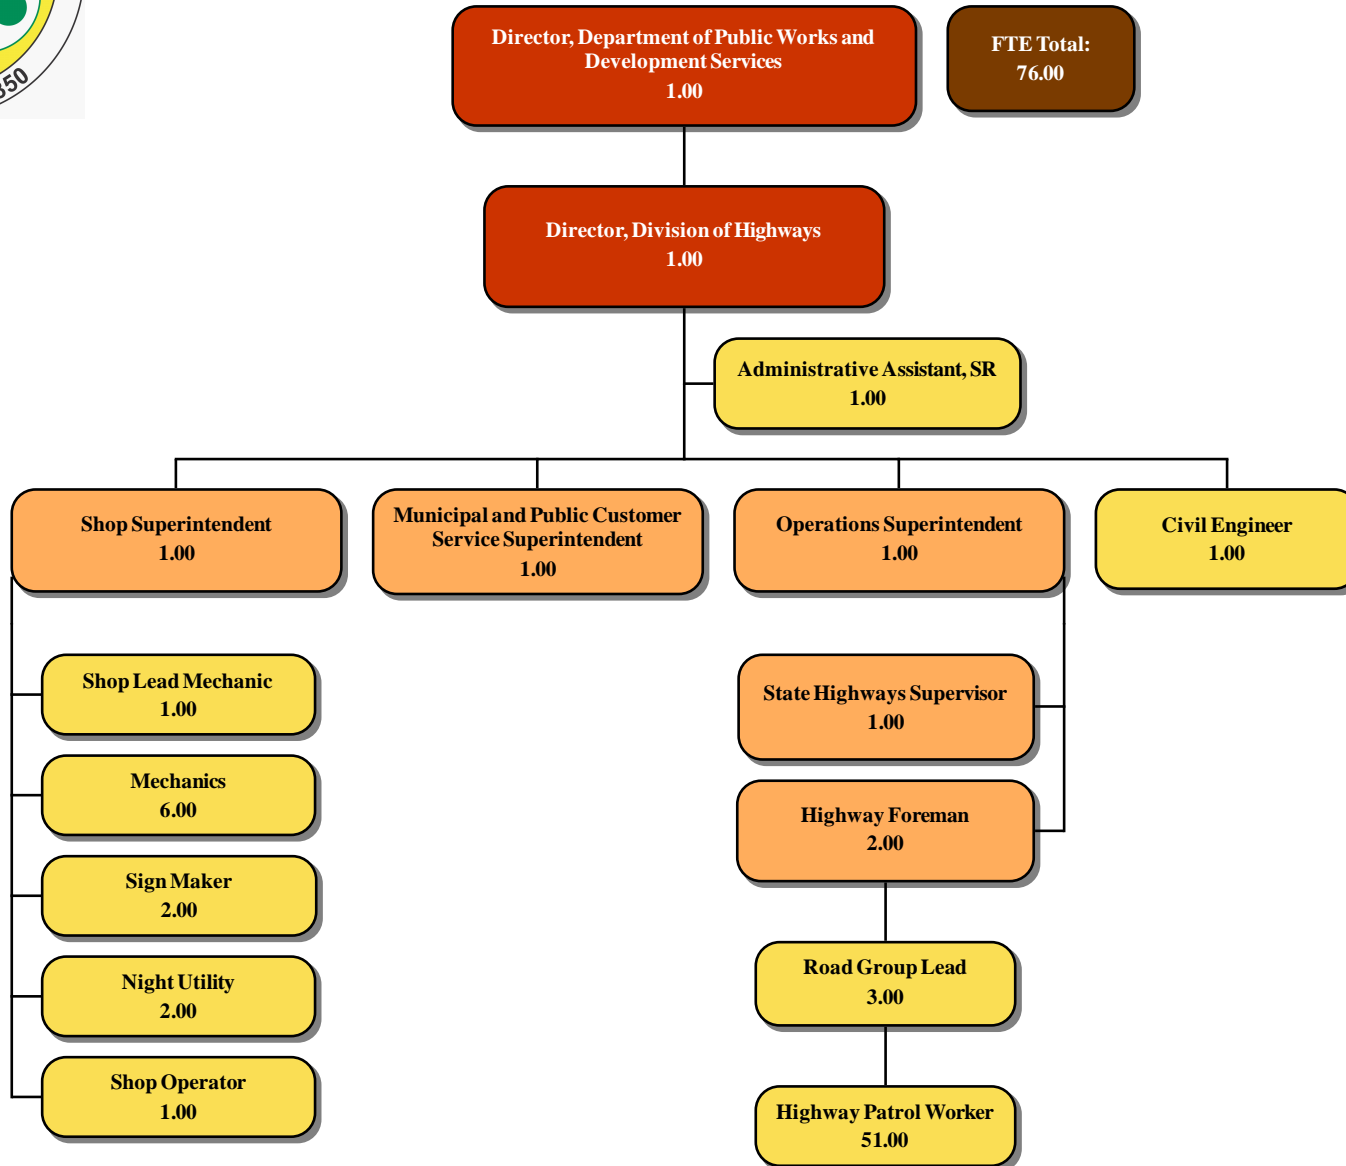 Director, Department of Public Works and
Development Services
1.00
FTE Total:
76.00
Director, Division of Highways
1.00
Administrative Assistant, SR
1.00
Shop Superintendent
1.00
Municipal and Public Customer
Service Superintendent
1.00
Operations Superintendent
1.00
Civil Engineer
1.00
Shop Lead Mechanic
1.00
Mechanics
6.00
Sign Maker
2.00
Night Utility
2.00
Shop Operator
1.00
State Highways Supervisor
1.00
Highway Foreman
2.00
Road Group Lead
3.00
Highway Patrol Worker
51.00